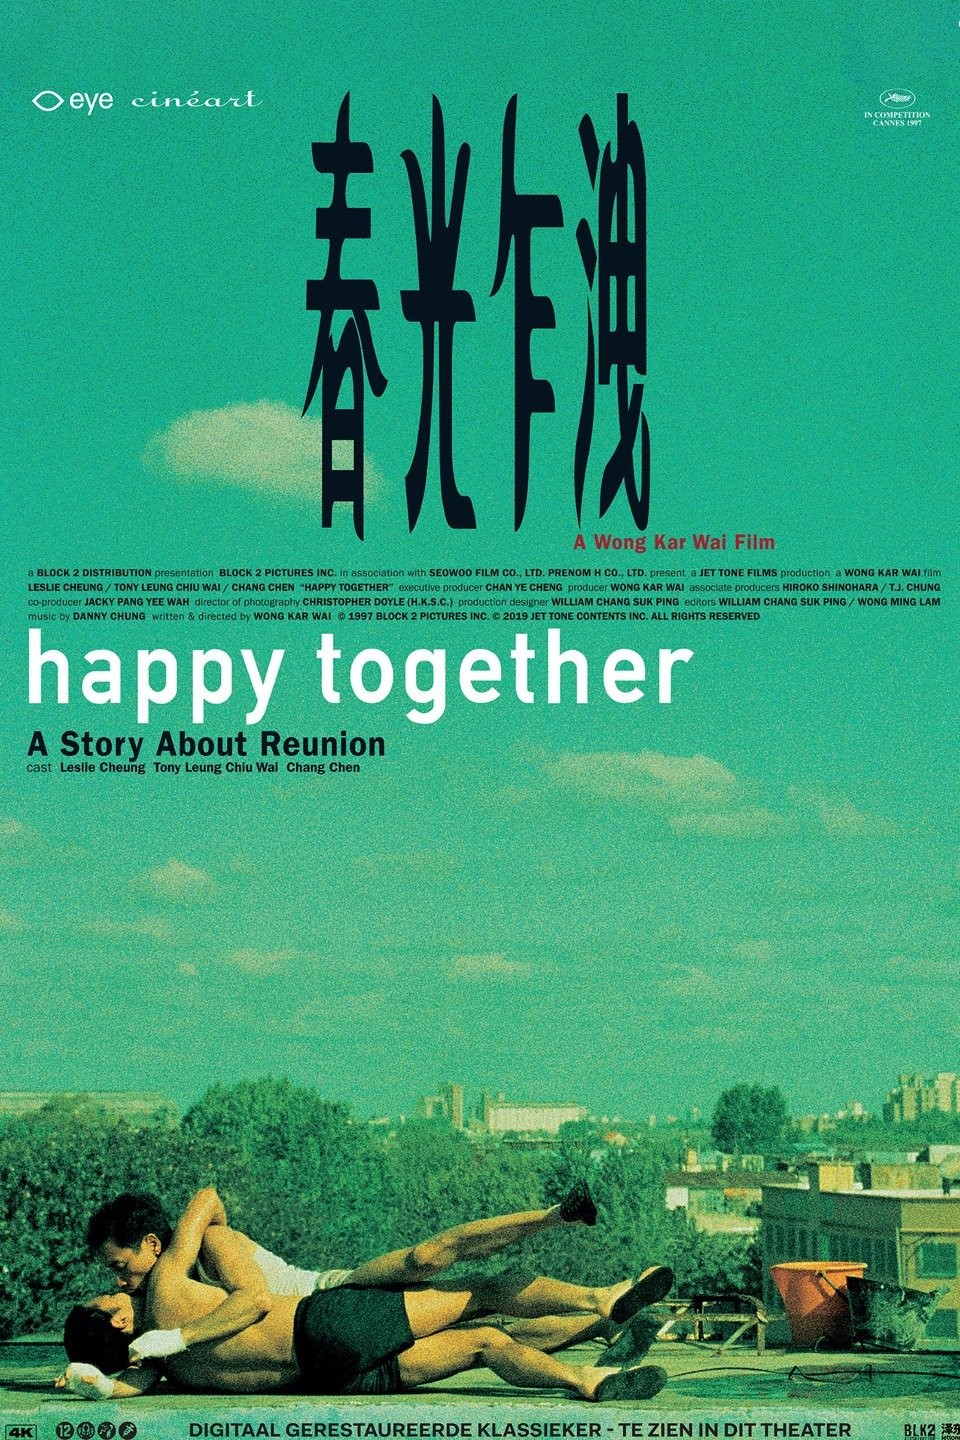 eye cinéart
IN COMPETITION
CANNES 1997
春光乍洩
A Wong Kar Wai Film
a BLOCK 2 DISTRIBUTION presentation BLOCK 2 PICTURES INC. in association with SEOWOO FILM CO., LTD. PRENOM H CO., LTD. present a JET TONE FILMS production a WONG KAR WAI film
LESLIE CHEUNG / TONY LEUNG CHIU WAI / CHANG CHEN "HAPPY TOGETHER" executive producer CHAN YE CHENG producer WONG KAR WAI associate producers HIROKO SHINOHARA / T.J. CHUNG
co-producer JACKY PANG YEE WAH director of photography CHRISTOPHER DOYLE (H.K.S.C.) production designer WILLIAM CHANG SUK PING editors WILLIAM CHANG SUK PING / WONG MING LAM
music by DANNY CHUNG written & directed by WONG KAR WAI © 1997 BLOCK 2 PICTURES INC. © 2019 JET TONE CONTENTS INC. ALL RIGHTS RESERVED
happy together
A Story About Reunion
cast Leslie Cheung Tony Leung Chiu Wai Chang Chen
4K 12 DIGITAAL GERESTAUREERDE KLASSIEKER - TE ZIEN IN DIT THEATER BLK2